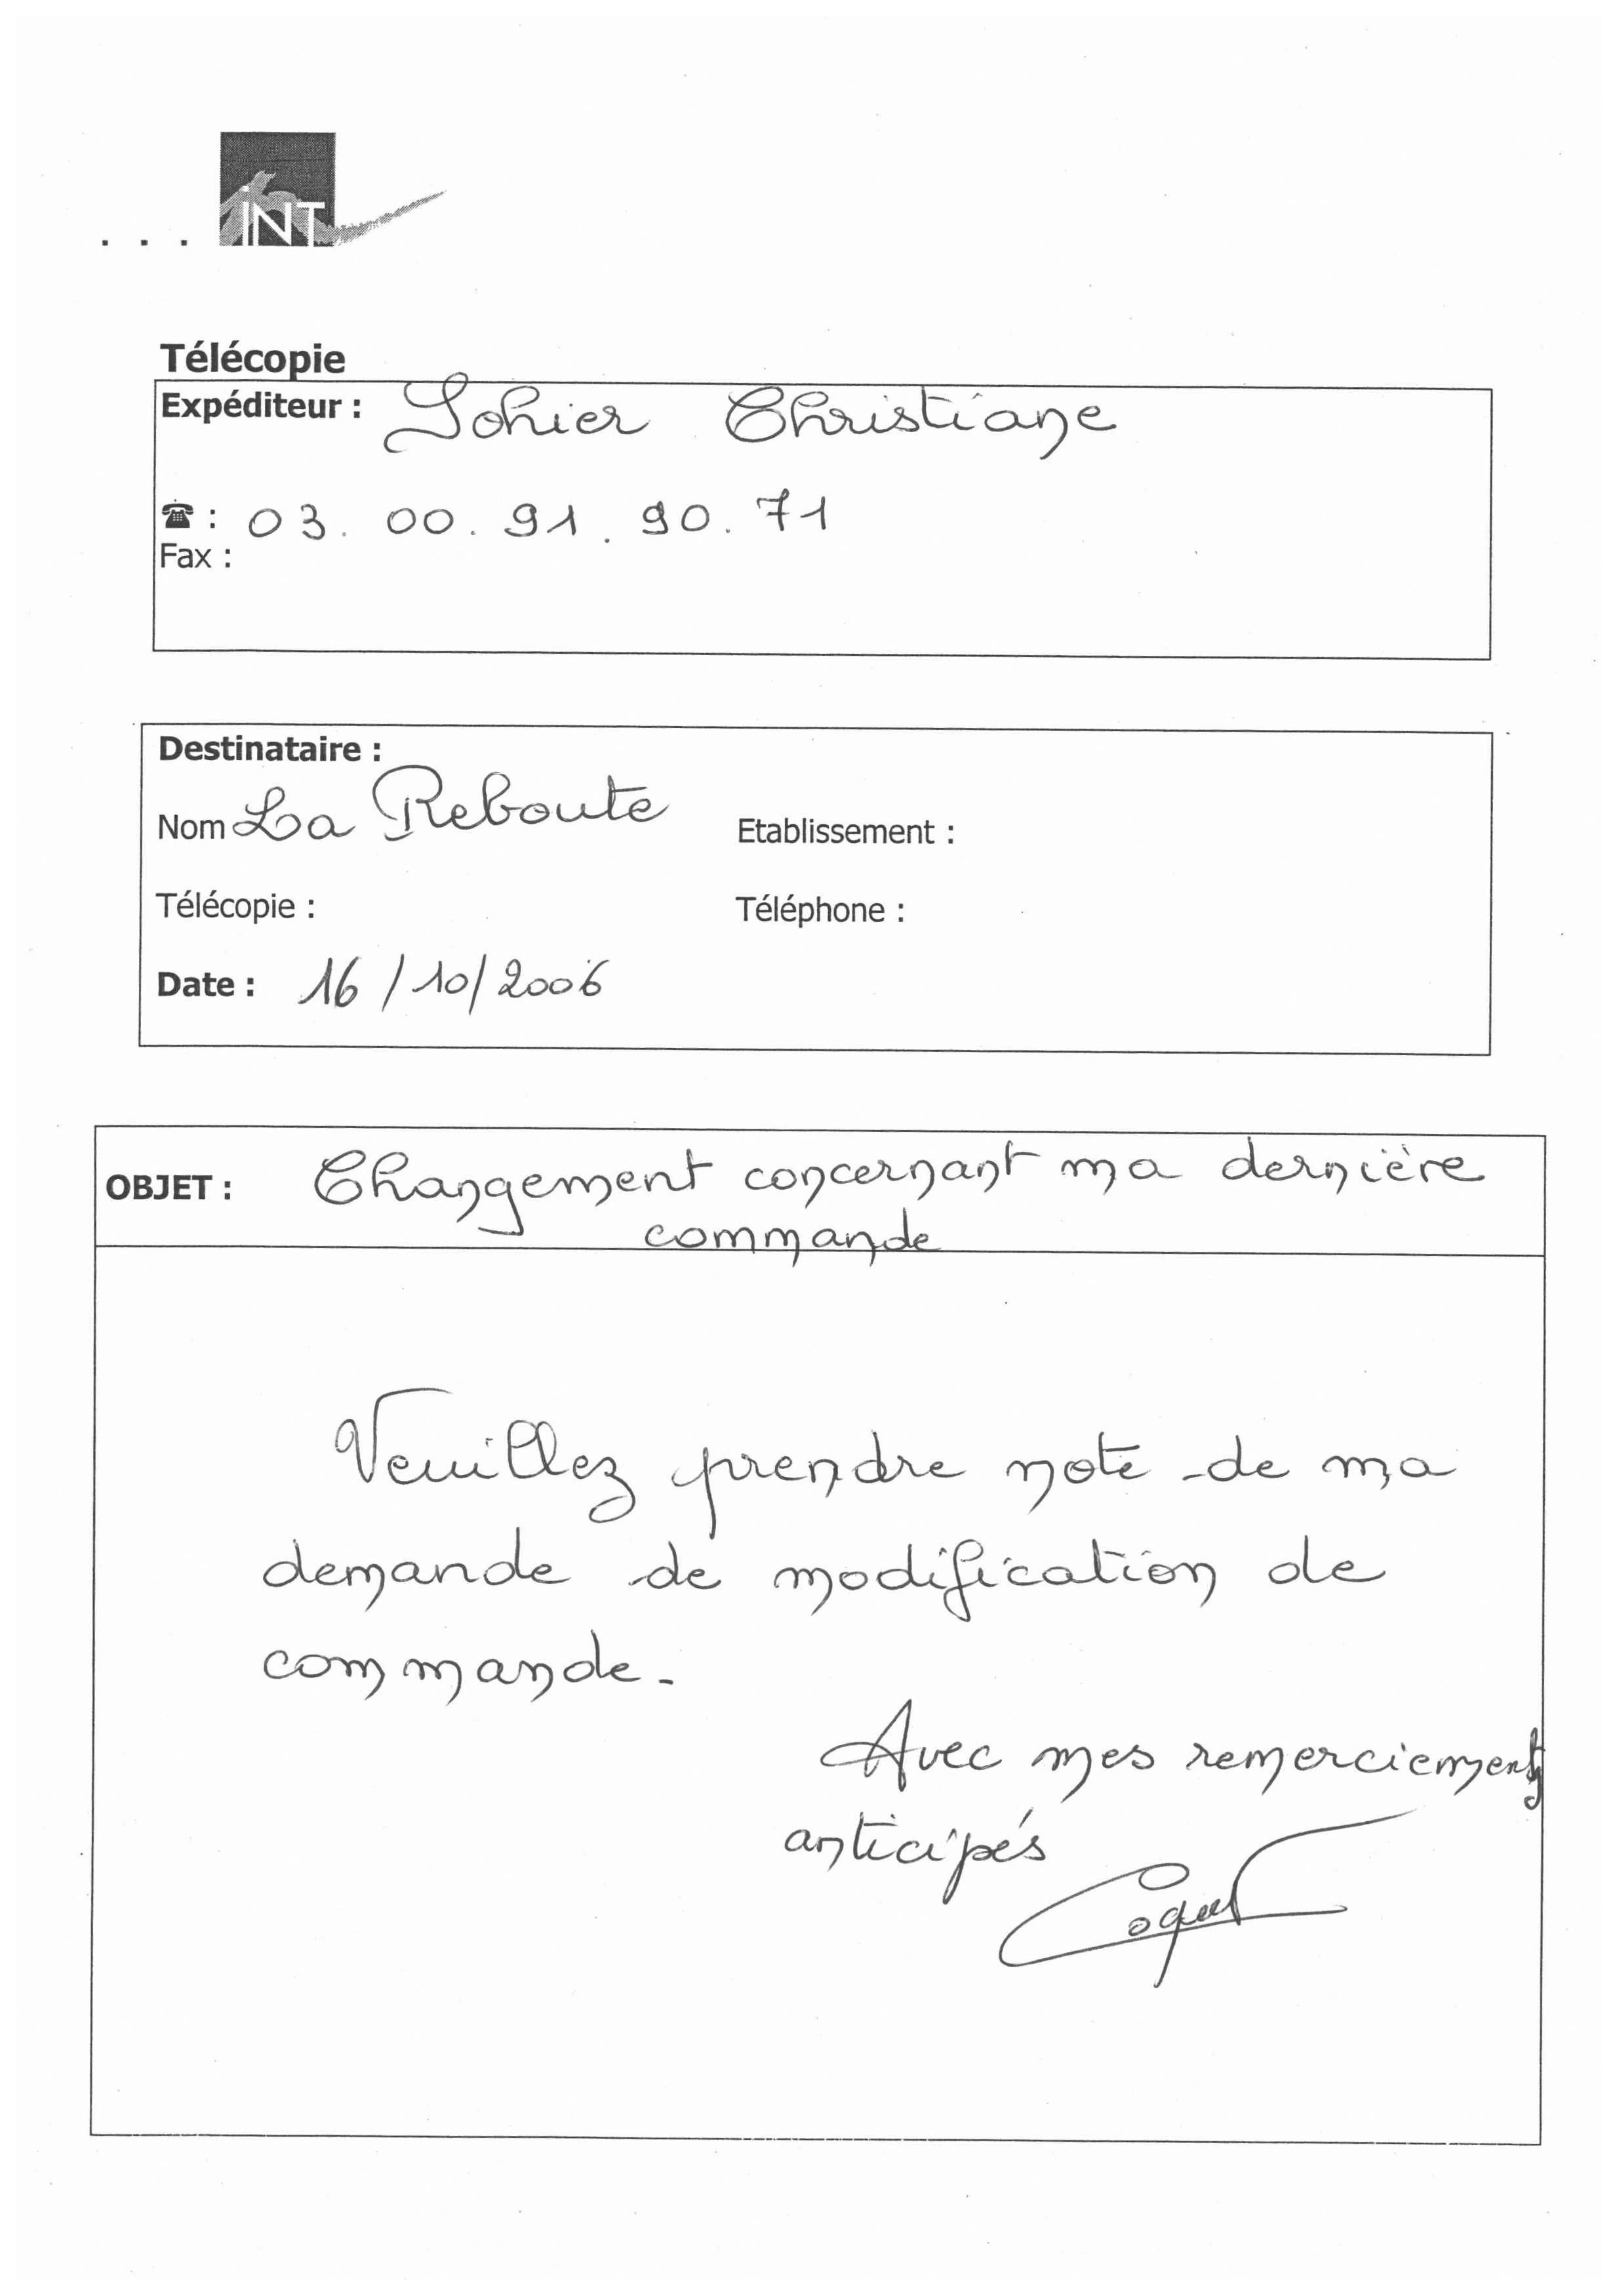 . . . INT
Télécopie
Expéditeur : Lohier Christiane
☎ : 03. 00. 91. 90. 71
Fax :
Destinataire :
Nom La Reboute Etablissement :
Télécopie : Téléphone :
Date : 16/10/2006
OBJET : Changement concernant ma dernière
commande
Veuillez prendre note de ma
demande de modification de
commande.
Avec mes remerciements
anticipés